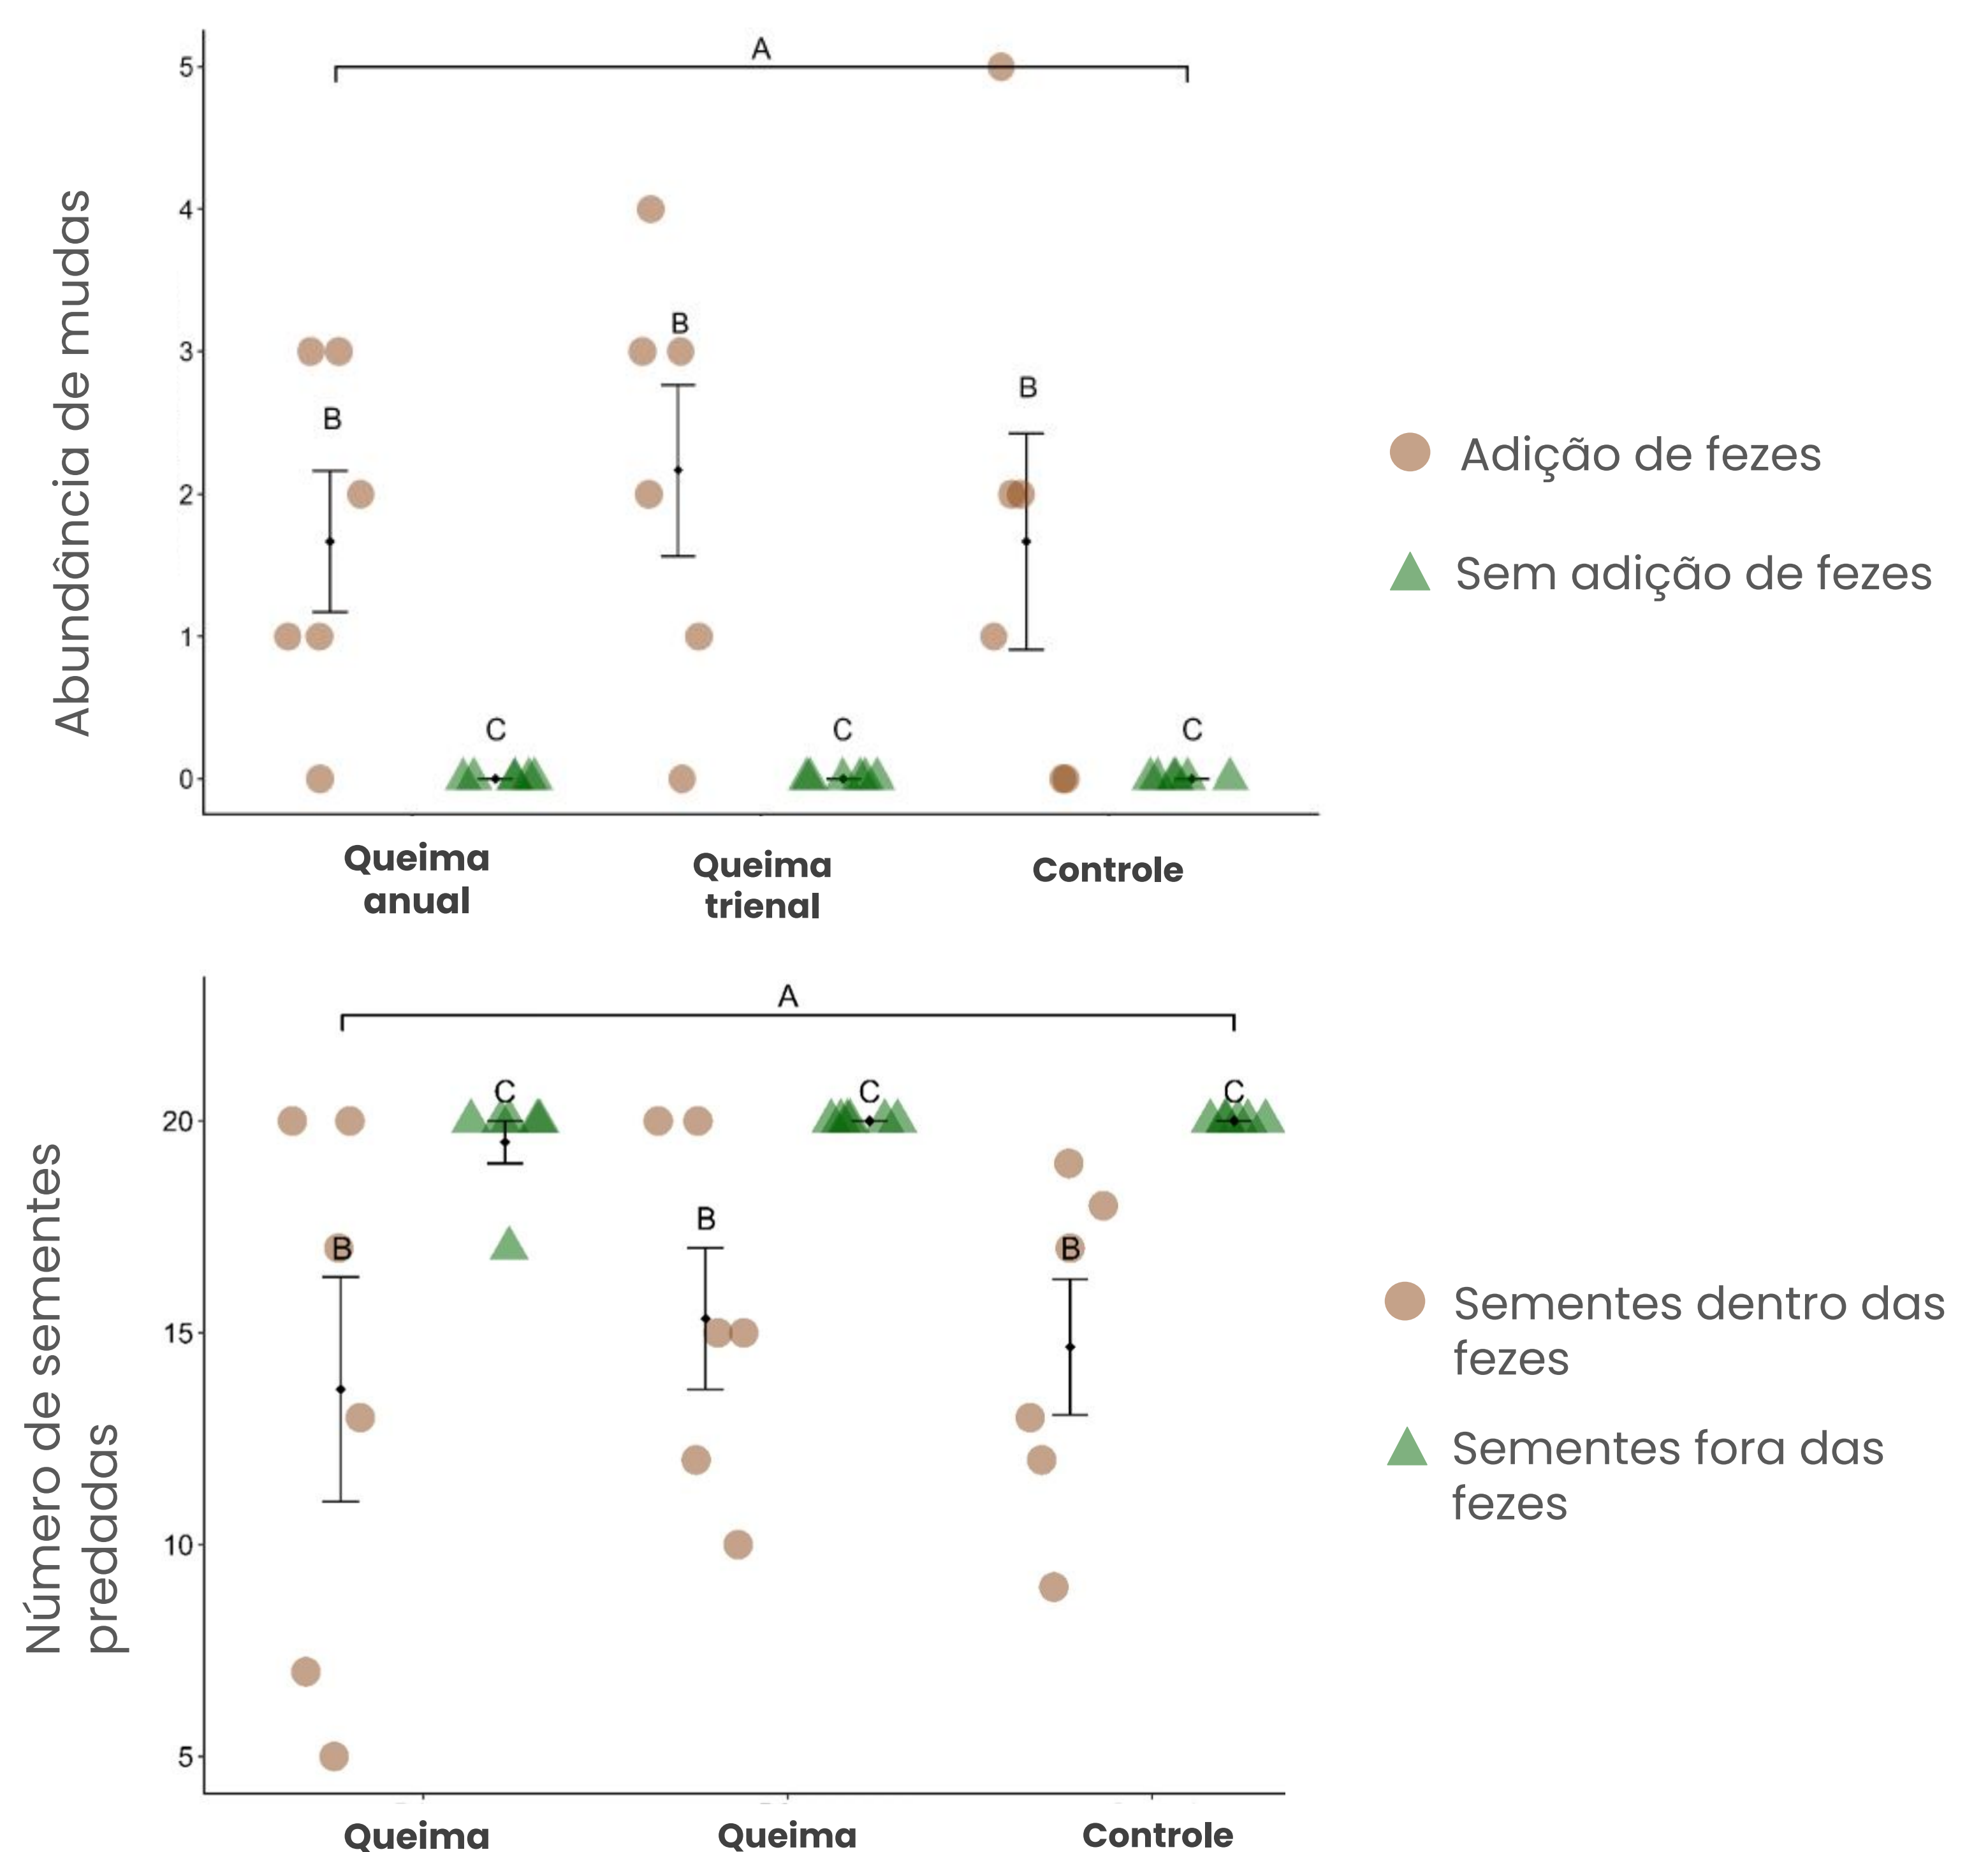 A
5
4
B
3
B
B
Abundância de mudas
2
1
C
C
C
0
Queima
anual
Queima
trienal
Controle
Adição de fezes
Sem adição de fezes
A
C
C
C
20
B
B
B
15
Número de sementes
predadas
10
5
Queima
Queima
Controle
Sementes dentro das
fezes
Sementes fora das
fezes